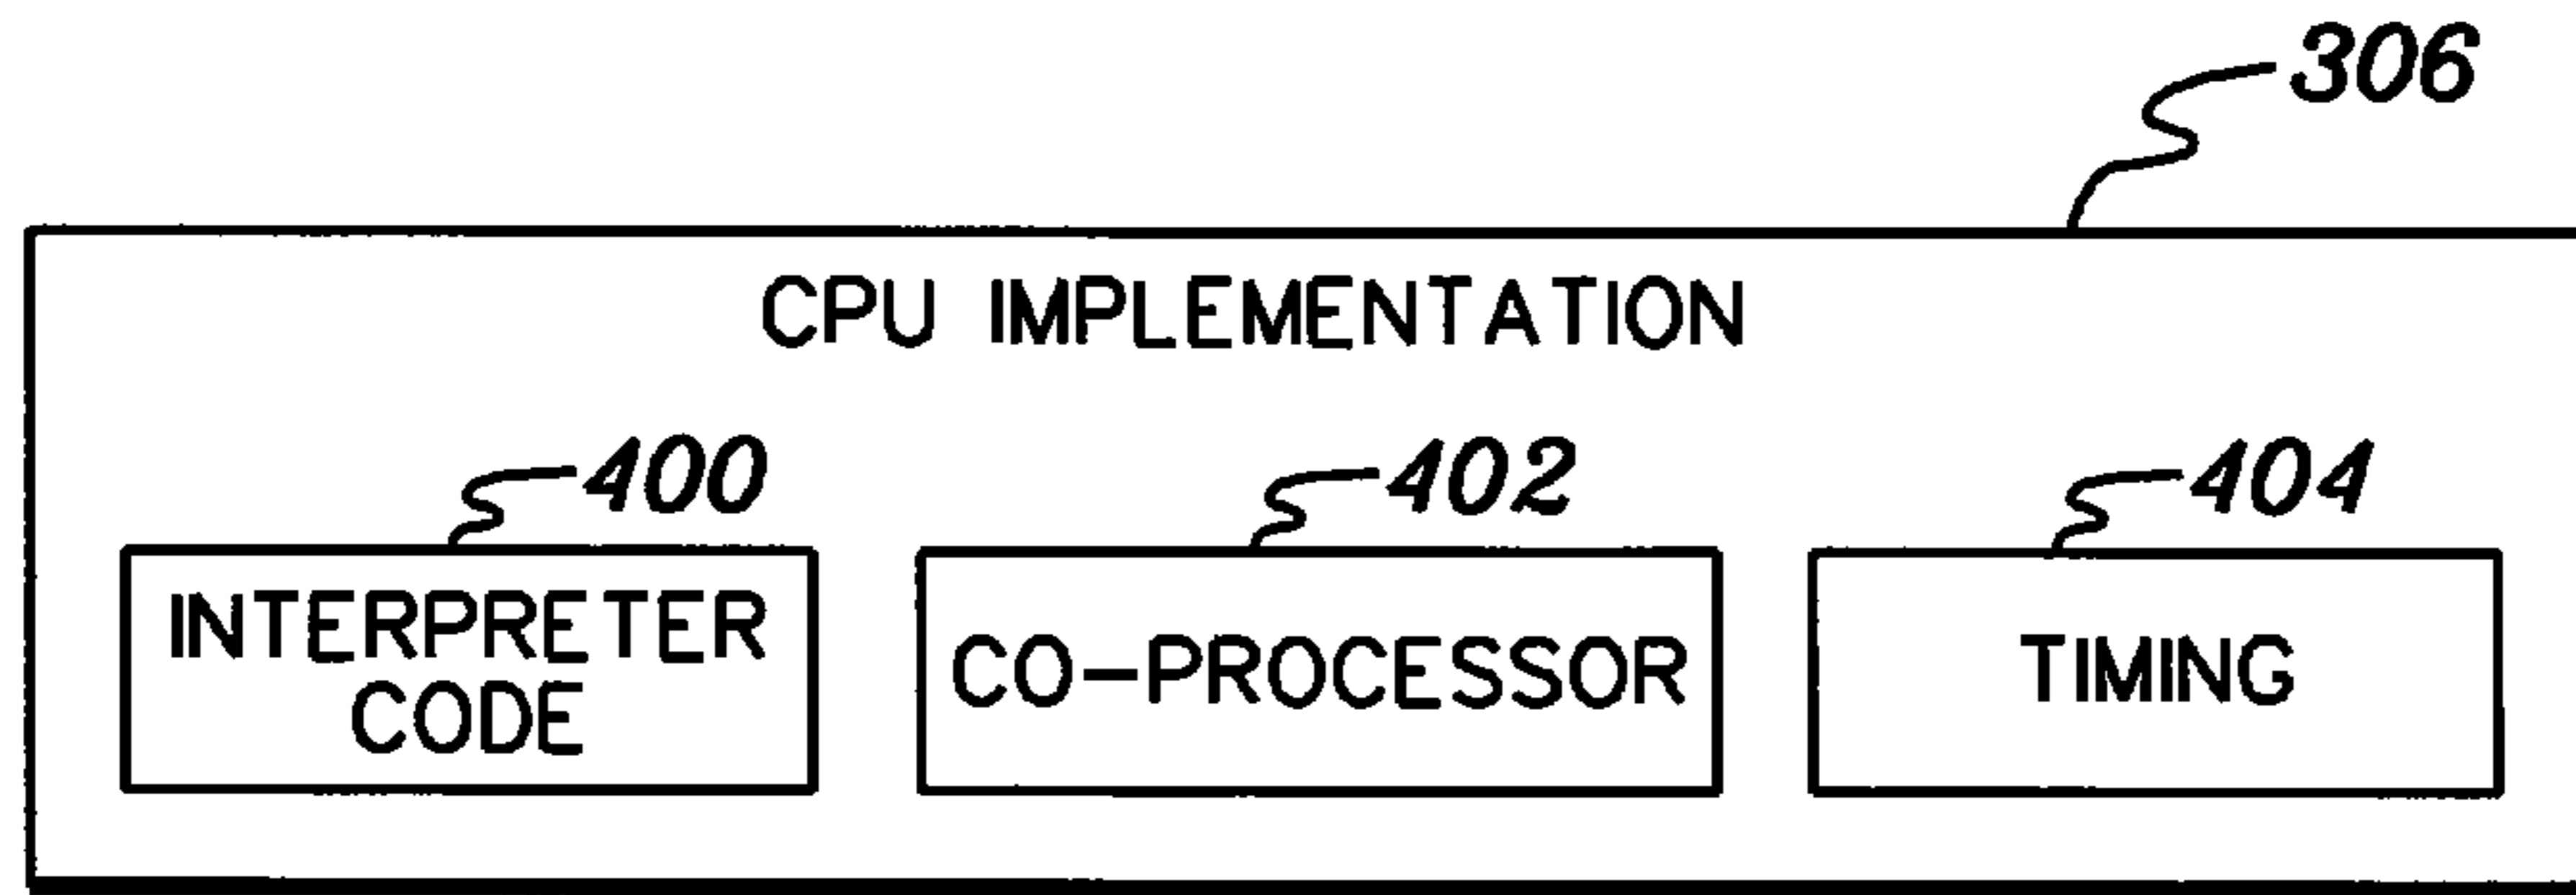 306
CPU IMPLEMENTATION
400
402
404
INTERPRETER
CODE
CO-PROCESSOR
TIMING